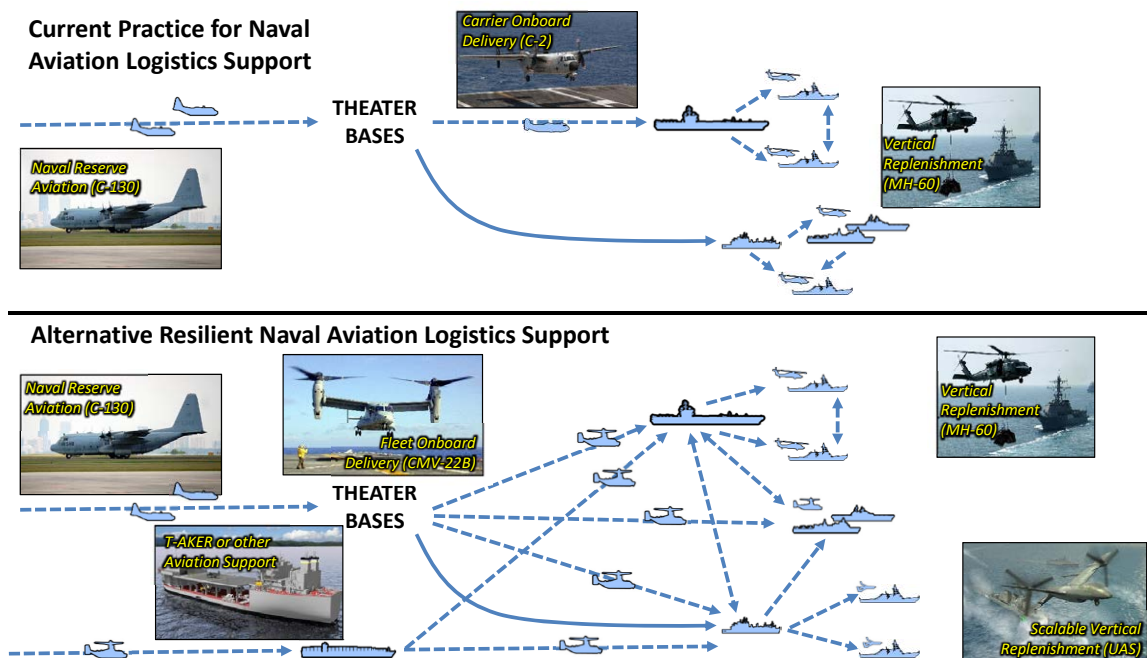 Current Practice for Naval
Aviation Logistics Support
Carrier Onboard
Delivery (C-2)
THEATER
BASES
Naval Reserve
Aviation (C-130)
Vertical
Replenishment
(MH-60)
Alternative Resilient Naval Aviation Logistics Support
Naval Reserve
Aviation (C-130)
Fleet Onboard
Delivery (CMV-22B)
Vertical
Replenishment
(MH-60)
THEATER
BASES
T-AKER or other
Aviation Support
Scalable Vertical
Replenishment (UAS)